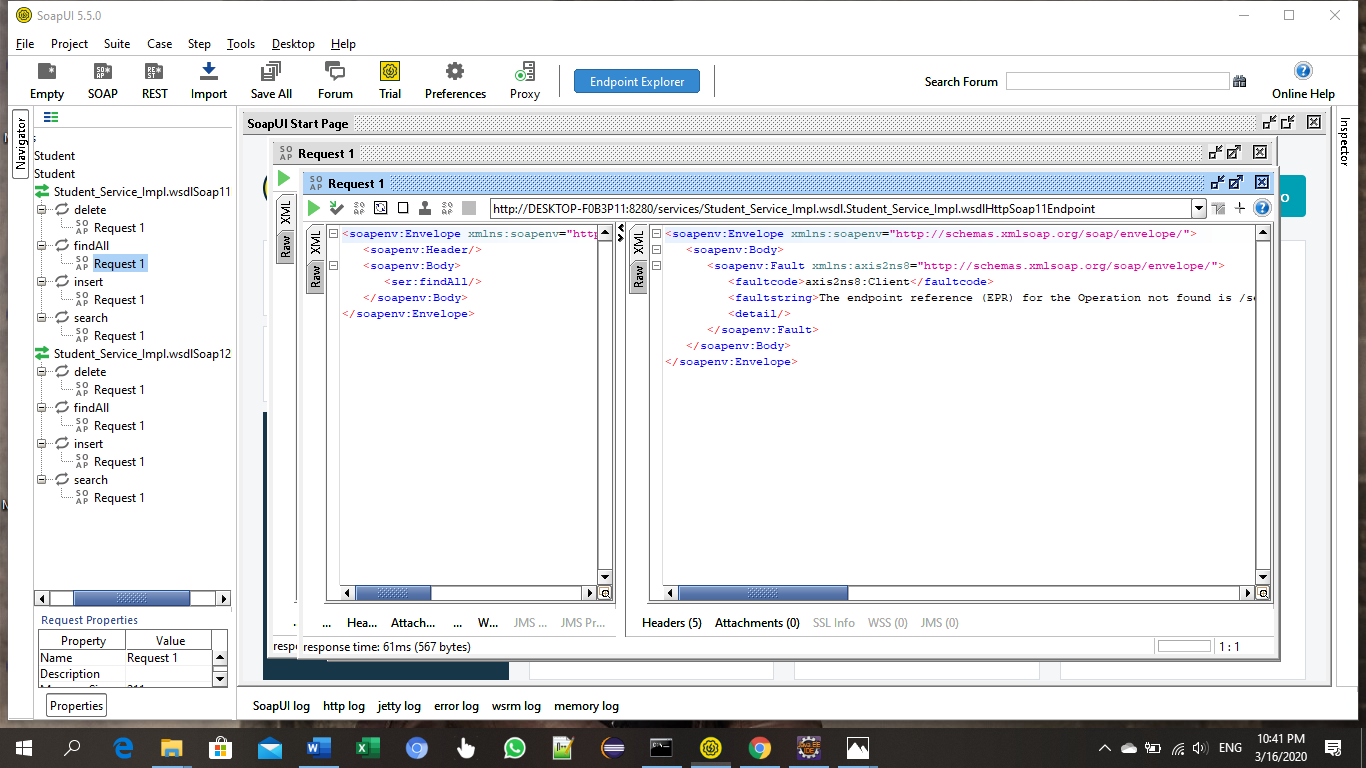 SoapUI 5.5.0
File Project Suite Case Step Tools Desktop Help
Empty SOAP REST Import Save All Forum Trial Preferences Proxy Endpoint Explorer Search Forum Online Help
Navigator
Student
Student
Student_Service_Impl.wsdlSoap11
delete
Request 1
findAll
Request 1
insert
Request 1
search
Request 1
Student_Service_Impl.wsdlSoap12
delete
Request 1
findAll
Request 1
insert
Request 1
search
Request 1
Request Properties
Property Value
Name Request 1
Description
Properties
SoapUI Start Page
Request 1
XML
Raw
Request 1
http://DESKTOP-F0B3P11:8280/services/Student_Service_Impl.wsdl.Student_Service_Impl.wsdlHttpSoap11Endpoint
XML
Raw
<soapenv:Envelope xmlns:soapenv="http
<soapenv:Header/>
<soapenv:Body>
<ser:findAll/>
</soapenv:Body>
</soapenv:Envelope>
XML
Raw
<soapenv:Envelope xmlns:soapenv="http://schemas.xmlsoap.org/soap/envelope/">
<soapenv:Body>
<soapenv:Fault xmlns:axis2ns8="http://schemas.xmlsoap.org/soap/envelope/">
<faultcode>axis2ns8:Client</faultcode>
<faultstring>The endpoint reference (EPR) for the Operation not found is /se
<detail/>
</soapenv:Fault>
</soapenv:Body>
</soapenv:Envelope>
... Hea... Attach... ... W... JMS ... JMS Pr...
Headers (5) Attachments (0) SSL Info WSS (0) JMS (0)
respo
response time: 61ms (567 bytes)
1 : 1
Inspector
SoapUI log http log jetty log error log wsrm log memory log
ENG
10:41 PM
3/16/2020